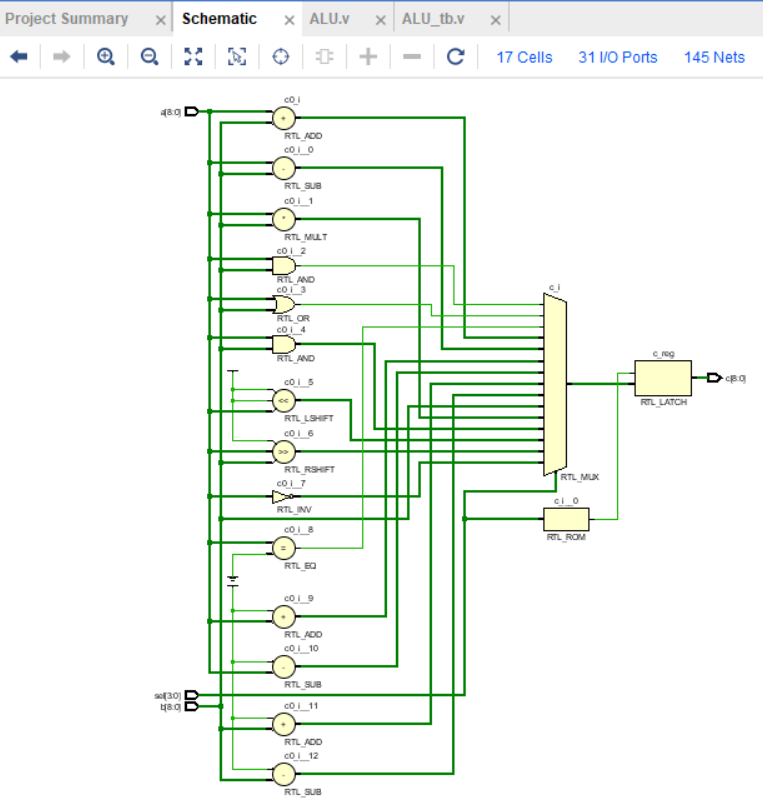 Project Summary × Schematic × ALU.v × ALU_tb.v ×
17 Cells 31 I/O Ports 145 Nets
a[8:0]
c0_i
+
RTL_ADD
c0_i__0
-
RTL_SUB
c0_i__1
*
RTL_MULT
c0_i__2
RTL_AND
c0_i__3
RTL_OR
c0_i__4
RTL_AND
c0_i__5
<<
RTL_LSHIFT
c0_i__6
>>
RTL_RSHIFT
c0_i__7
RTL_INV
c0_i__8
=
RTL_EQ
c0_i__9
+
RTL_ADD
c0_i__10
-
RTL_SUB
sel[3:0]
b[8:0]
c0_i__11
+
RTL_ADD
c0_i__12
-
RTL_SUB
c_i
RTL_MUX
c_i__0
RTL_ROM
c_reg
RTL_LATCH
c[8:0]